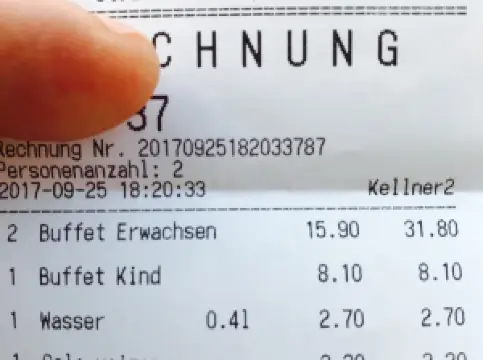 CHNUNG
37
Rechnung Nr. 20170925182033787
Personenanzahl: 2
2017-09-25 18:20:33 Kellner2
2 Buffet Erwachsen 15.90 31.80
1 Buffet Kind 8.10 8.10
1 Wasser 0.4l 2.70 2.70